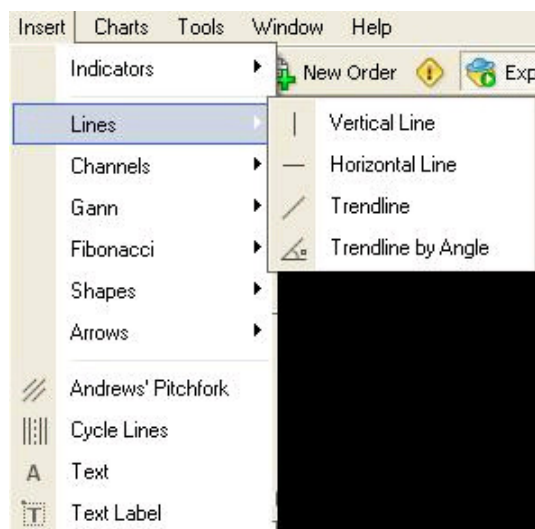 Insert Charts Tools Window Help
Indicators
New Order
Exp
Lines
Vertical Line
Channels
Horizontal Line
Gann
Trendline
Fibonacci
Trendline by Angle
Shapes
Arrows
Andrews' Pitchfork
Cycle Lines
A Text
T Text Label